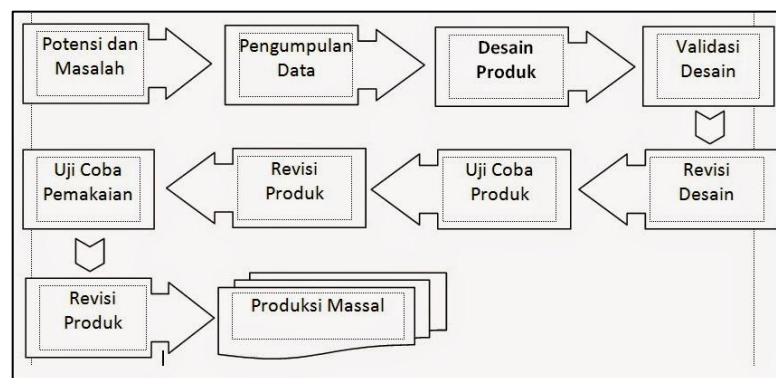 Potensi dan
Masalah
Pengumpulan
Data
Desain
Produk
Validasi
Desain
Revisi
Desain
Uji Coba
Produk
Revisi
Produk
Uji Coba
Pemakaian
Revisi
Produk
Produksi Massal